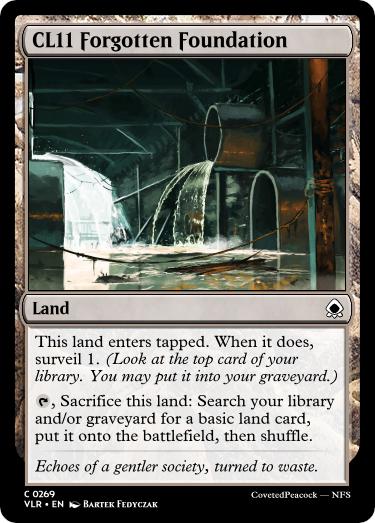 CL11 Forgotten Foundation
Land
This land enters tapped. When it does,
surveil 1. (Look at the top card of your
library. You may put it into your graveyard.)
, Sacrifice this land: Search your library
and/or graveyard for a basic land card,
put it onto the battlefield, then shuffle.
Echoes of a gentler society, turned to waste.
C 0269
VLR • EN Bartek Fedyczak
CovetedPeacock — NFS